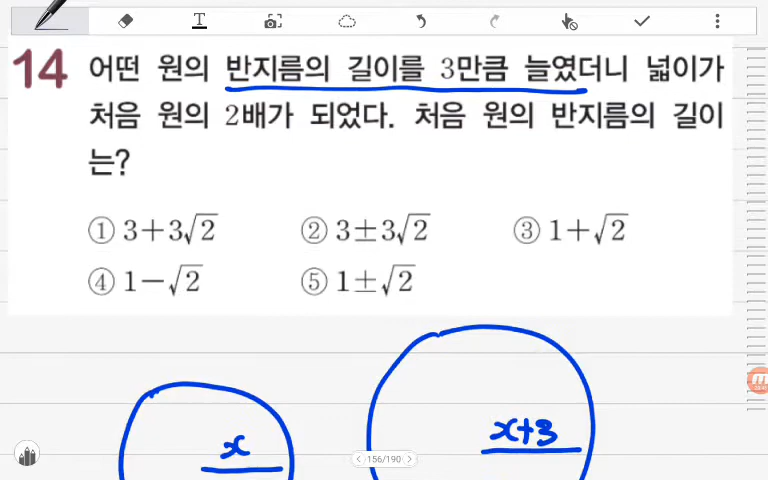 T
14 어떤 원의 반지름의 길이를 3만큼 늘였더니 넓이가
처음 원의 2배가 되었다. 처음 원의 반지름의 길이
는?
① 3+3√2 ② 3±3√2 ③ 1+√2
④ 1-√2 ⑤ 1±√2
x+3
x
156/190